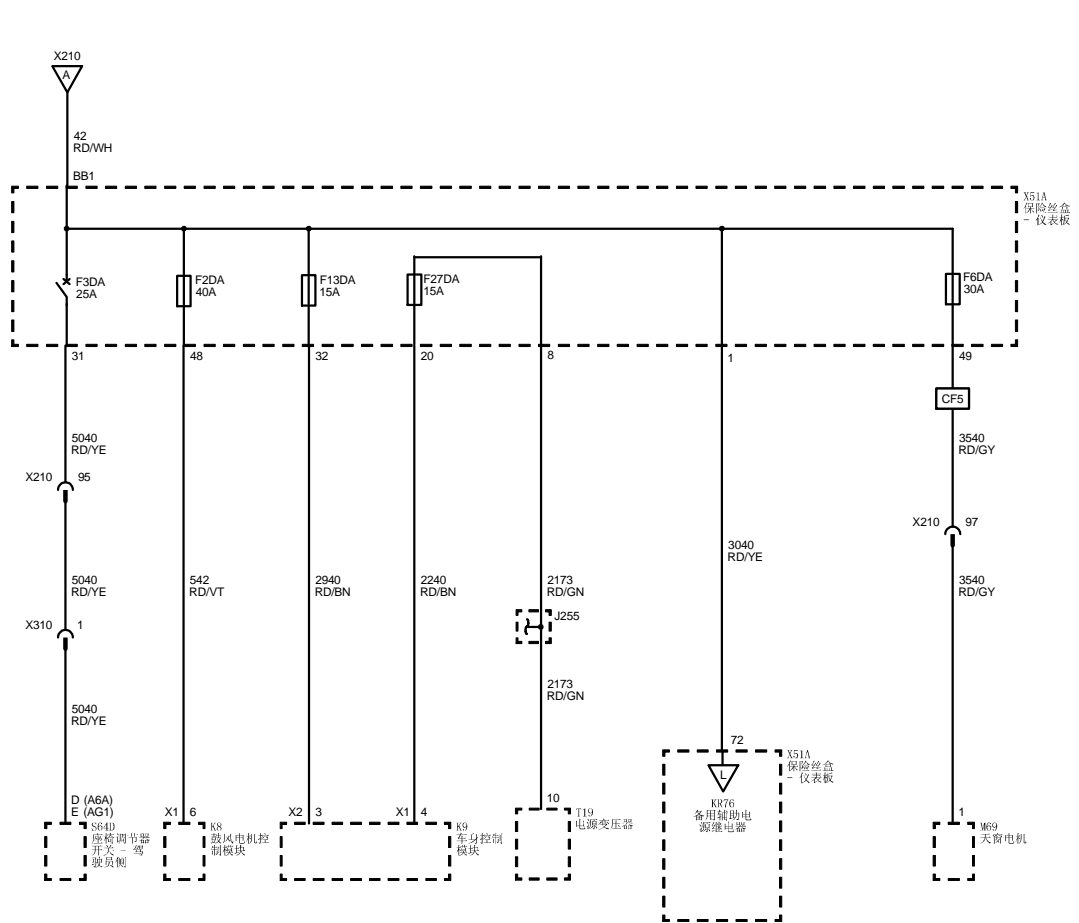 X210
A
42
RD/WH
BB1
X51A
保险丝盒
- 仪表板
F3DA
25A
F2DA
40A
F13DA
15A
F27DA
15A
F6DA
30A
31
48
32
20
8
1
49
CF5
5040
RD/YE
3540
RD/GY
X210 95
X210 97
3040
RD/YE
5040
RD/YE
542
RD/VT
2940
RD/BN
2240
RD/BN
2173
RD/GN
3540
RD/GY
X310 1
J255
2173
RD/GN
5040
RD/YE
72
X51A
保险丝盒
- 仪表板
L
KR76
备用辅助电
源继电器
D (A6A)
E (AG1)
S64D
座椅调节器
开关 - 驾
驶员侧
X1 6
K8
鼓风电机控
制模块
X2 3
X1 4
K9
车身控制
模块
10
T19
电源变压器
1
M69
天窗电机